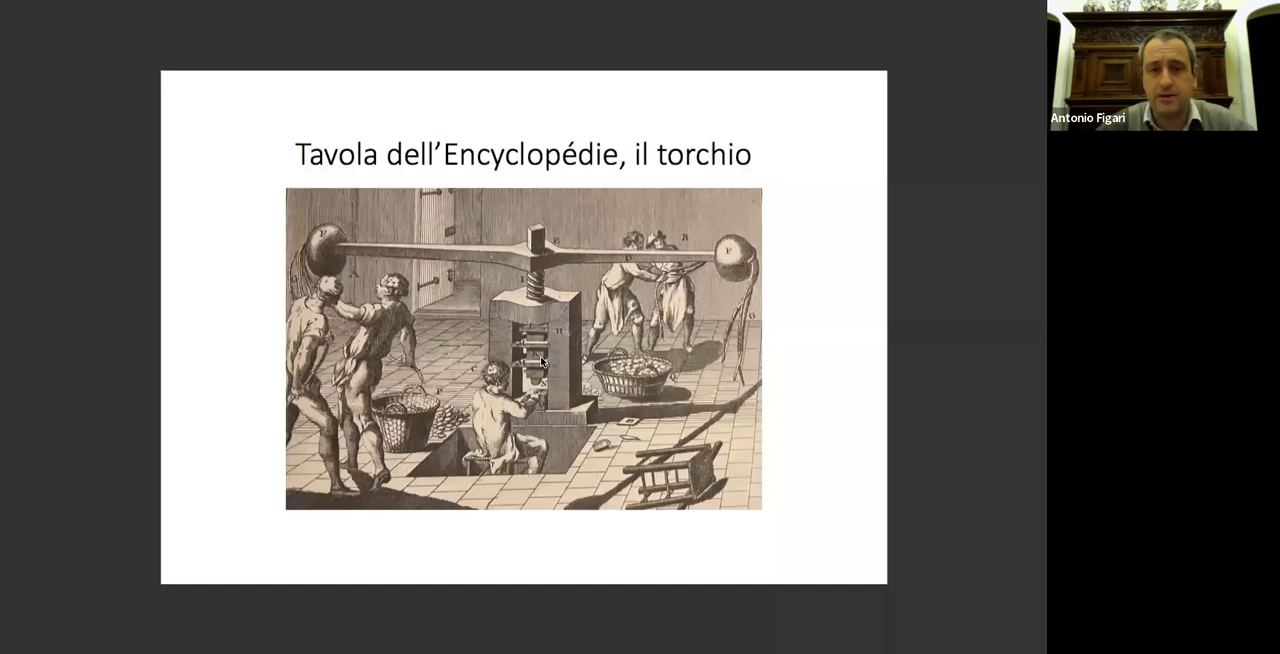 Tavola dell’Encyclopédie, il torchio
Antonio Figari
F
E
B
F
A
I
G
H
C
P